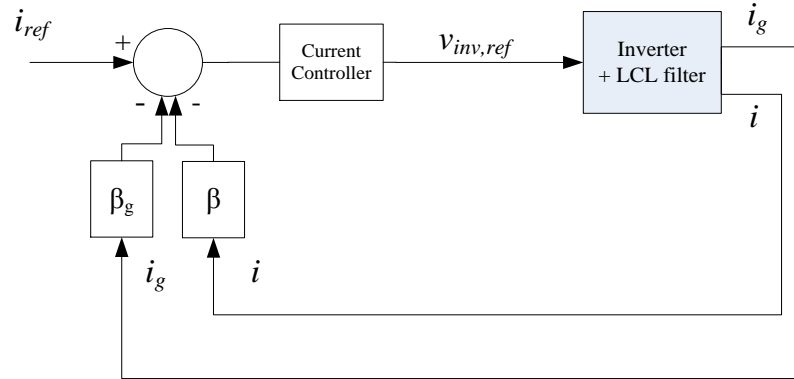 i_ref
+
Current
Controller
v_inv,ref
Inverter
+ LCL filter
i_g
i
-
-
β_g
β
i_g
i